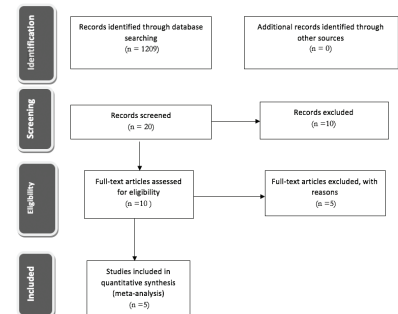 Identification
Records identified through database
searching
(n = 1209)
Additional records identified through
other sources
(n = 0)
Screening
Records screened
(n = 20)
Records excluded
(n =10)
Eligibility
Full-text articles assessed
for eligibility
(n =10 )
Full-text articles excluded, with
reasons
(n =5)
Included
Studies included in
quantitative synthesis
(meta-analysis)
(n =5)